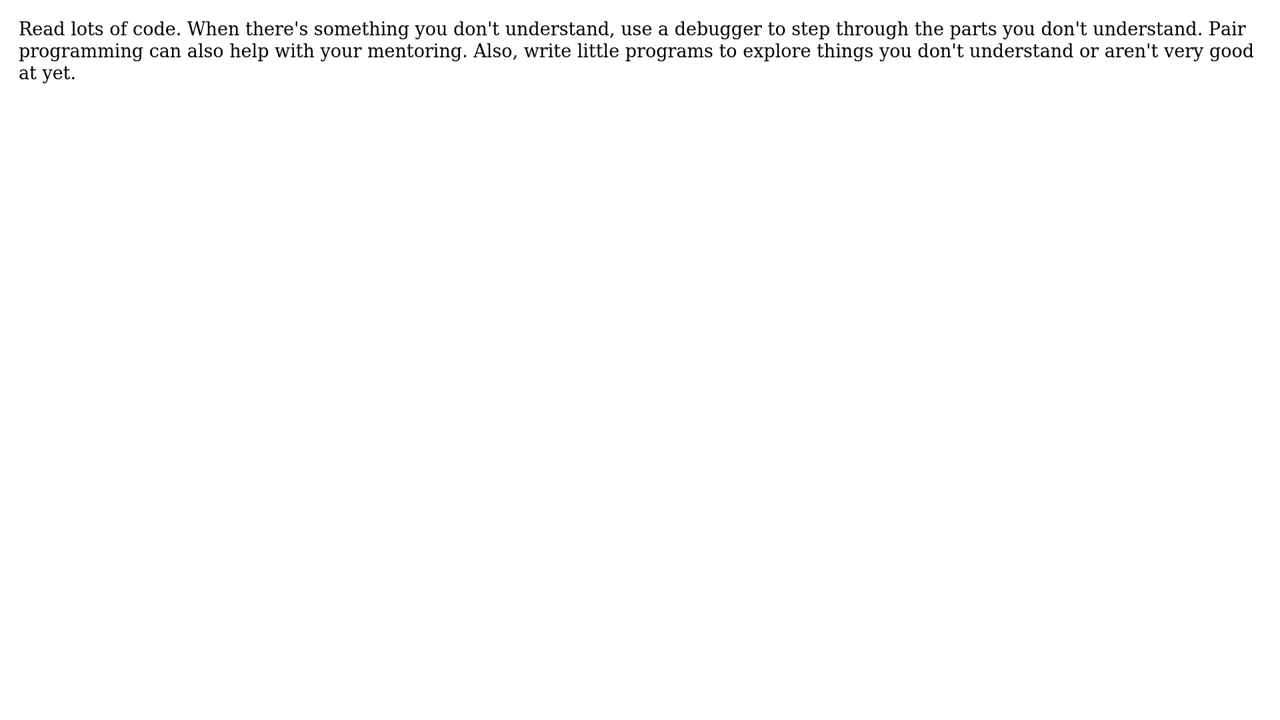 Read lots of code. When there's something you don't understand, use a debugger to step through the parts you don't understand. Pair
programming can also help with your mentoring. Also, write little programs to explore things you don't understand or aren't very good
at yet.